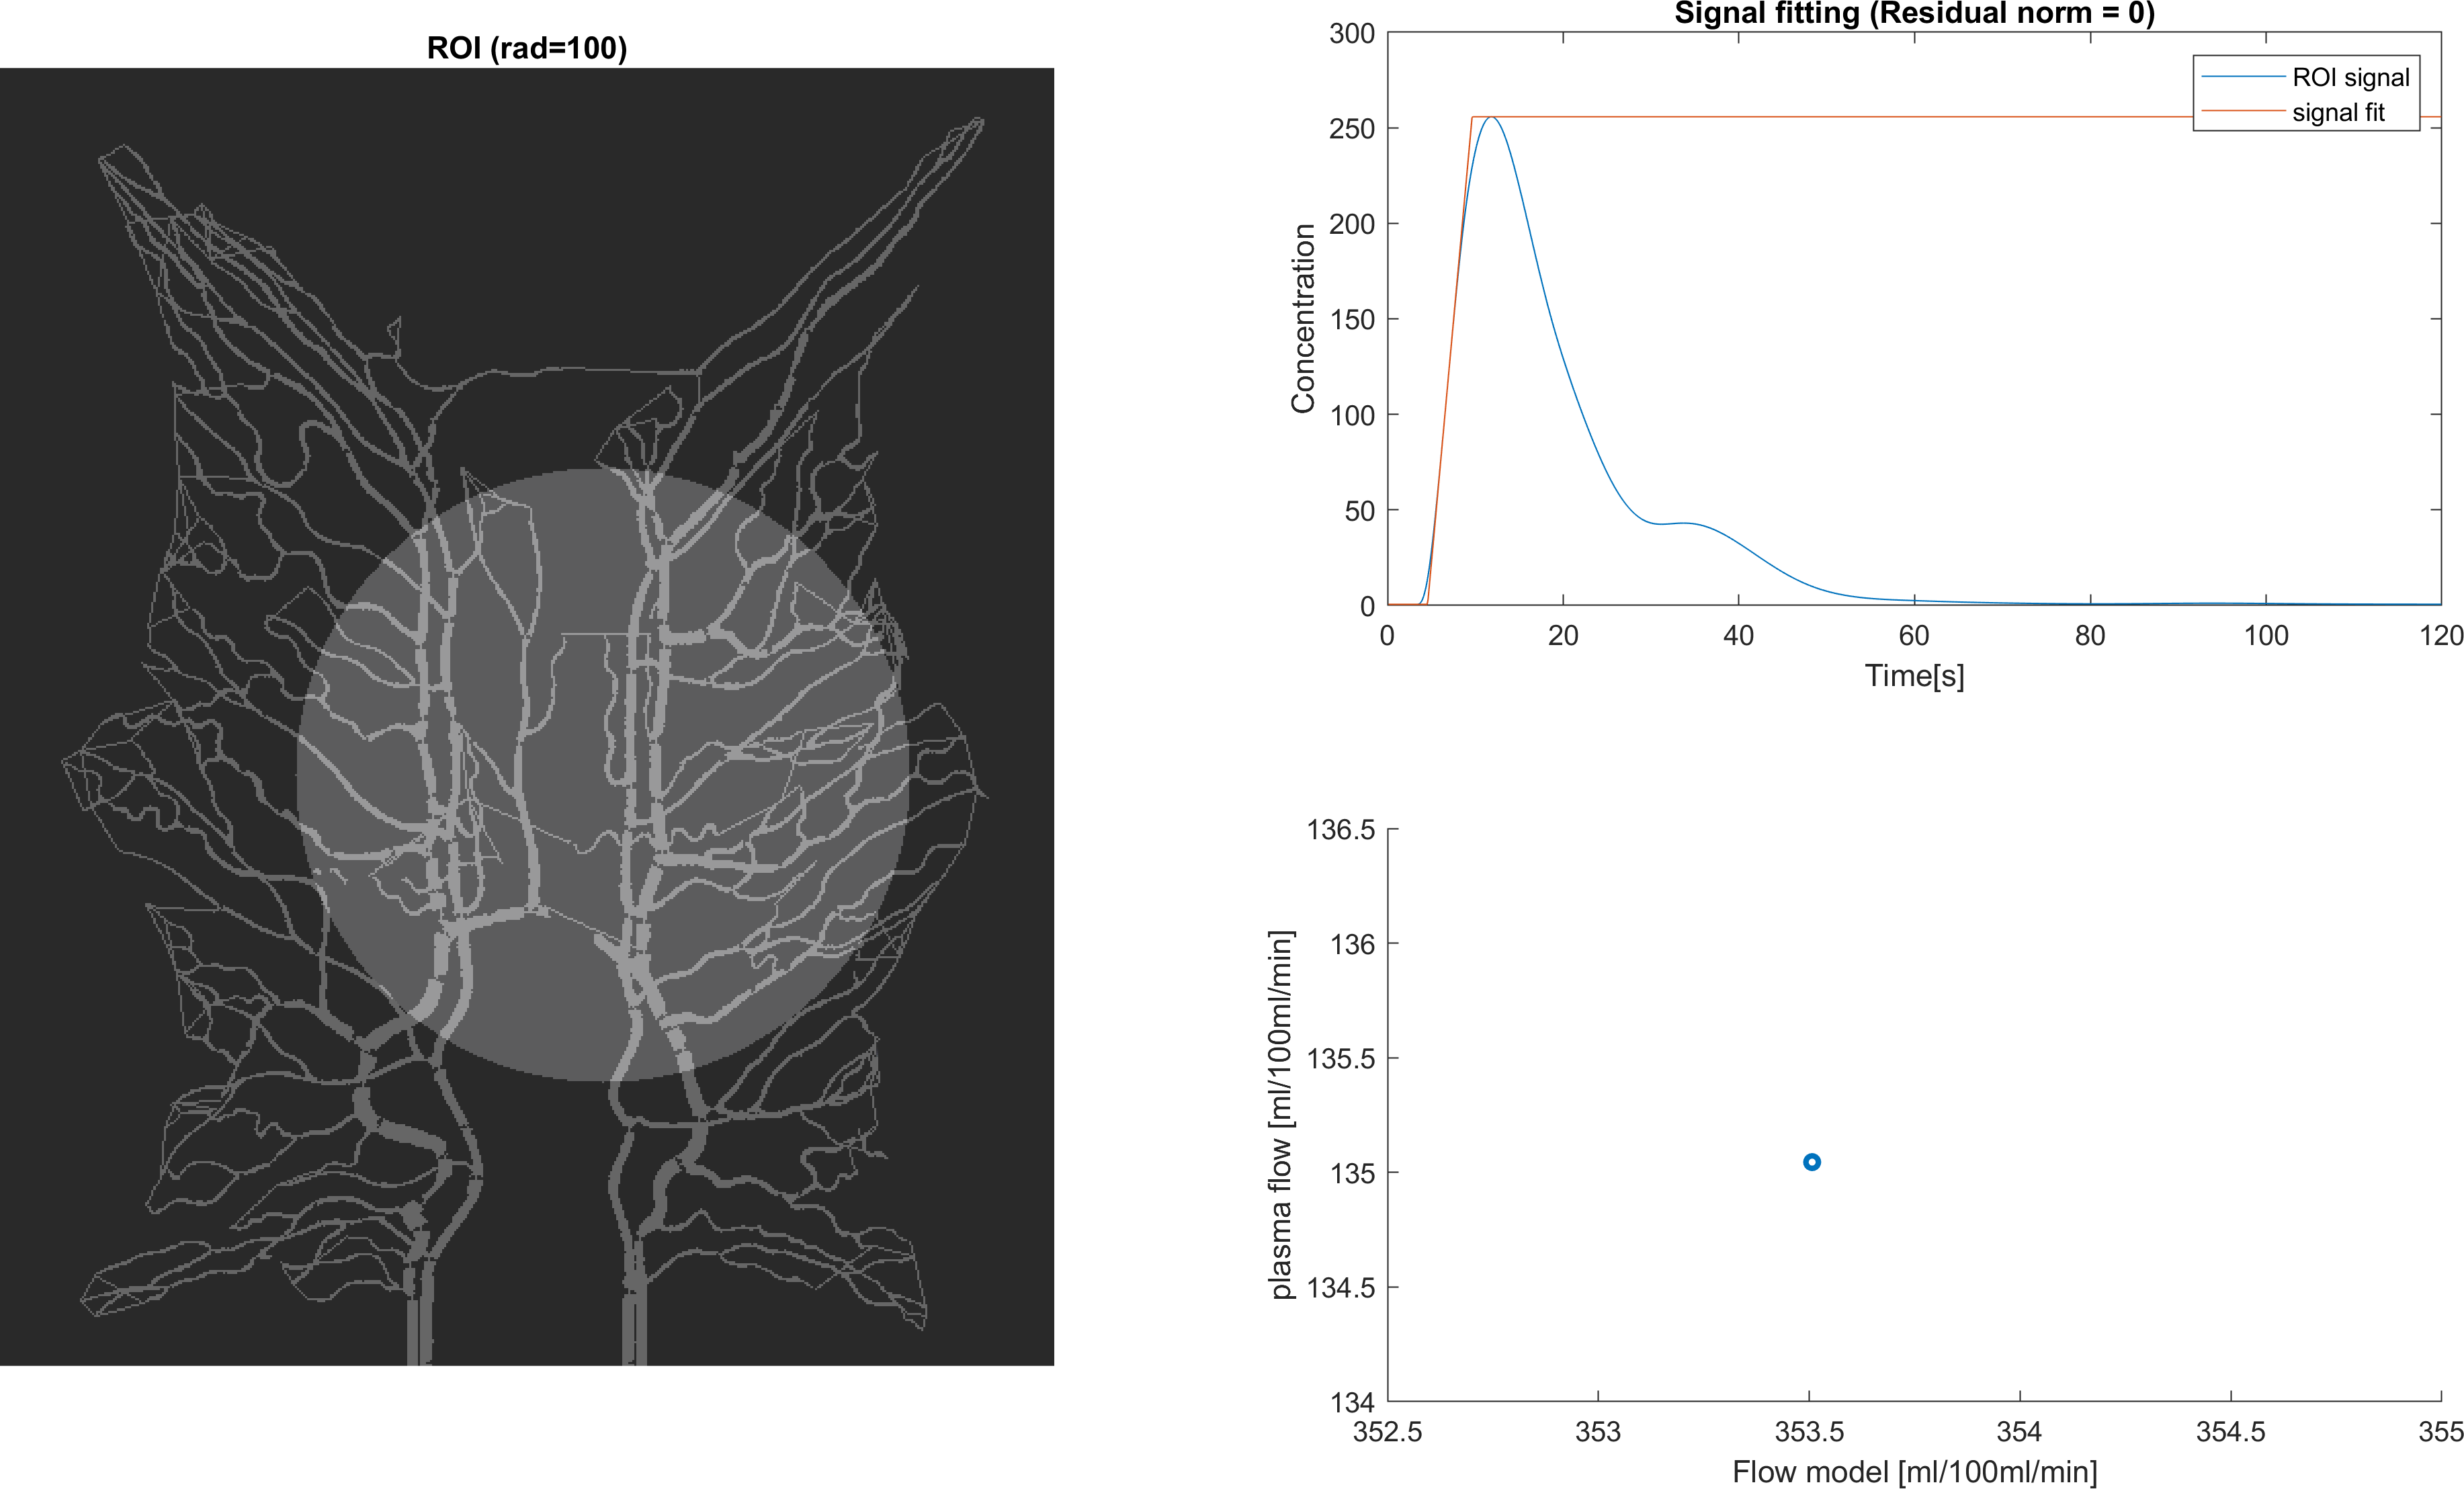 ROI (rad=100)
Signal fitting (Residual norm = 0)
300
250
200
150
100
50
0
Concentration
ROI signal
signal fit
0 20 40 60 80 100 120
Time[s]
136.5
136
135.5
135
134.5
134
plasma flow [ml/100ml/min]
352.5 353 353.5 354 354.5 355
Flow model [ml/100ml/min]